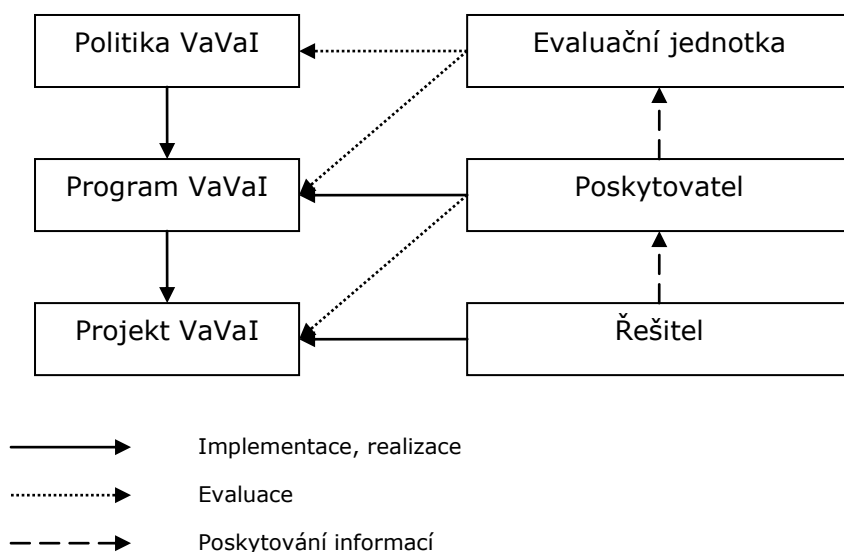 Politika VaVaI
Evaluační jednotka
Program VaVaI
Poskytovatel
Projekt VaVaI
Řešitel
Implementace, realizace
Evaluace
Poskytování informací